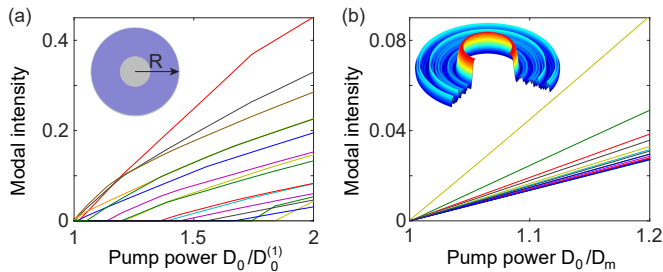 (a)
Modal intensity
0.4
0.2
0
R
1
1.5
2
Pump power D₀/D₀⁽¹⁾
(b)
Modal intensity
0.08
0.04
0
1
1.1
1.2
Pump power D₀/Dₘ